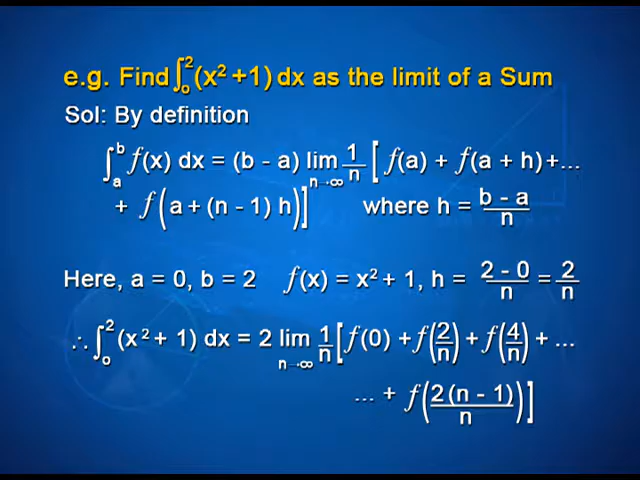 e.g. Find ∫₀² (x² +1) dx as the limit of a Sum
Sol: By definition
∫ₐᵇ f(x) dx = (b - a) lim n→∞ 1/n [ f(a) + f(a + h) +...
+ f(a + (n - 1) h)] where h = b - a / n
Here, a = 0, b = 2 f(x) = x² + 1, h = 2 - 0 / n = 2/n
∴ ∫₀² (x² + 1) dx = 2 lim n→∞ 1/n [f(0) + f(2/n) + f(4/n) + ...
... + f(2 (n - 1) / n)]